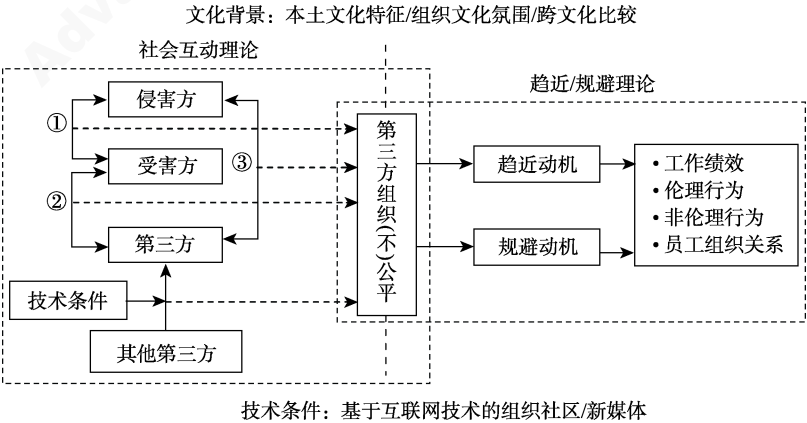 文化背景：本土文化特征/组织文化氛围/跨文化比较
社会互动理论
趋近/规避理论
侵害方
①
受害方
③
②
第三方
技术条件
其他第三方
第三方组织(不)公平
趋近动机
规避动机
• 工作绩效
• 伦理行为
• 非伦理行为
• 员工组织关系
技术条件：基于互联网技术的组织社区/新媒体